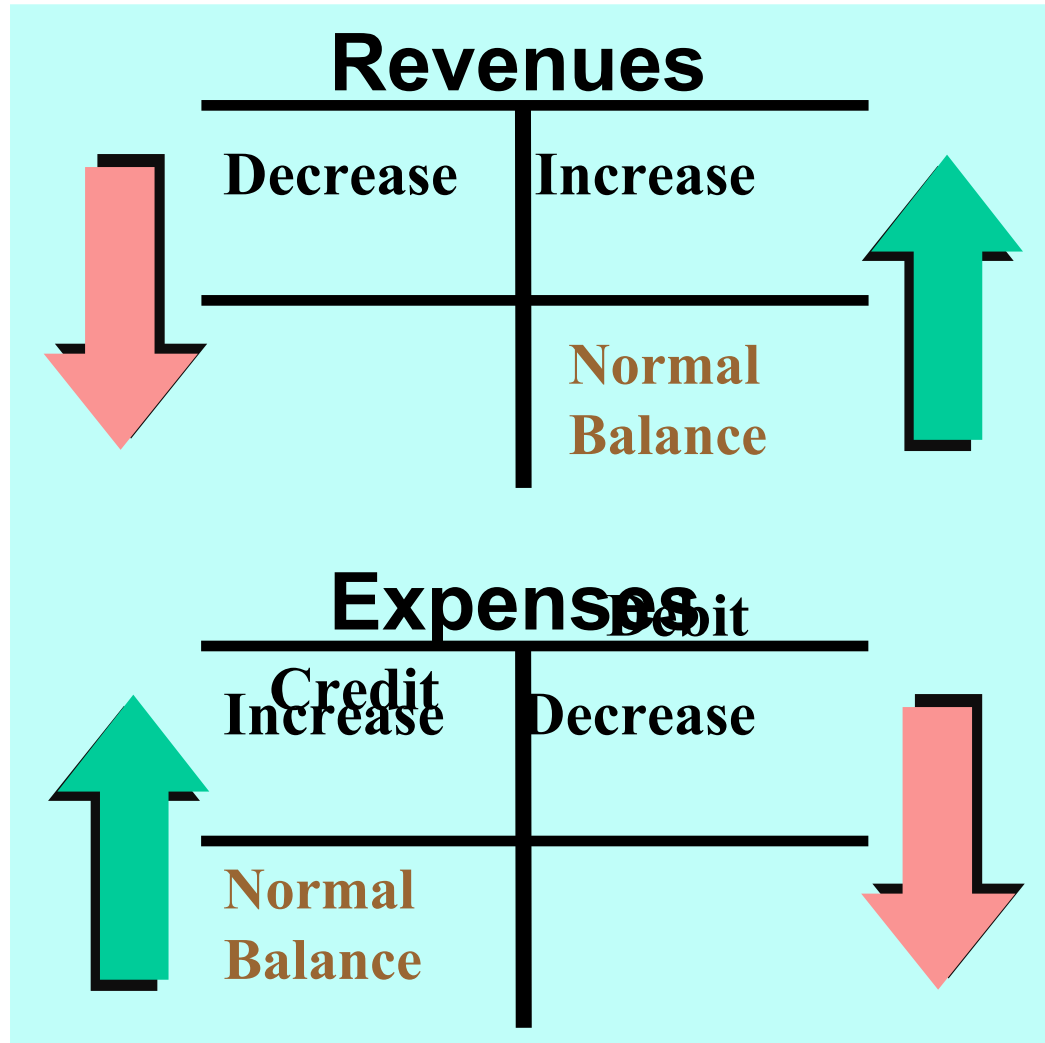 Revenues
Decrease Increase
Normal
Balance
Expenses
Debit
Credit
Increase Decrease
Normal
Balance